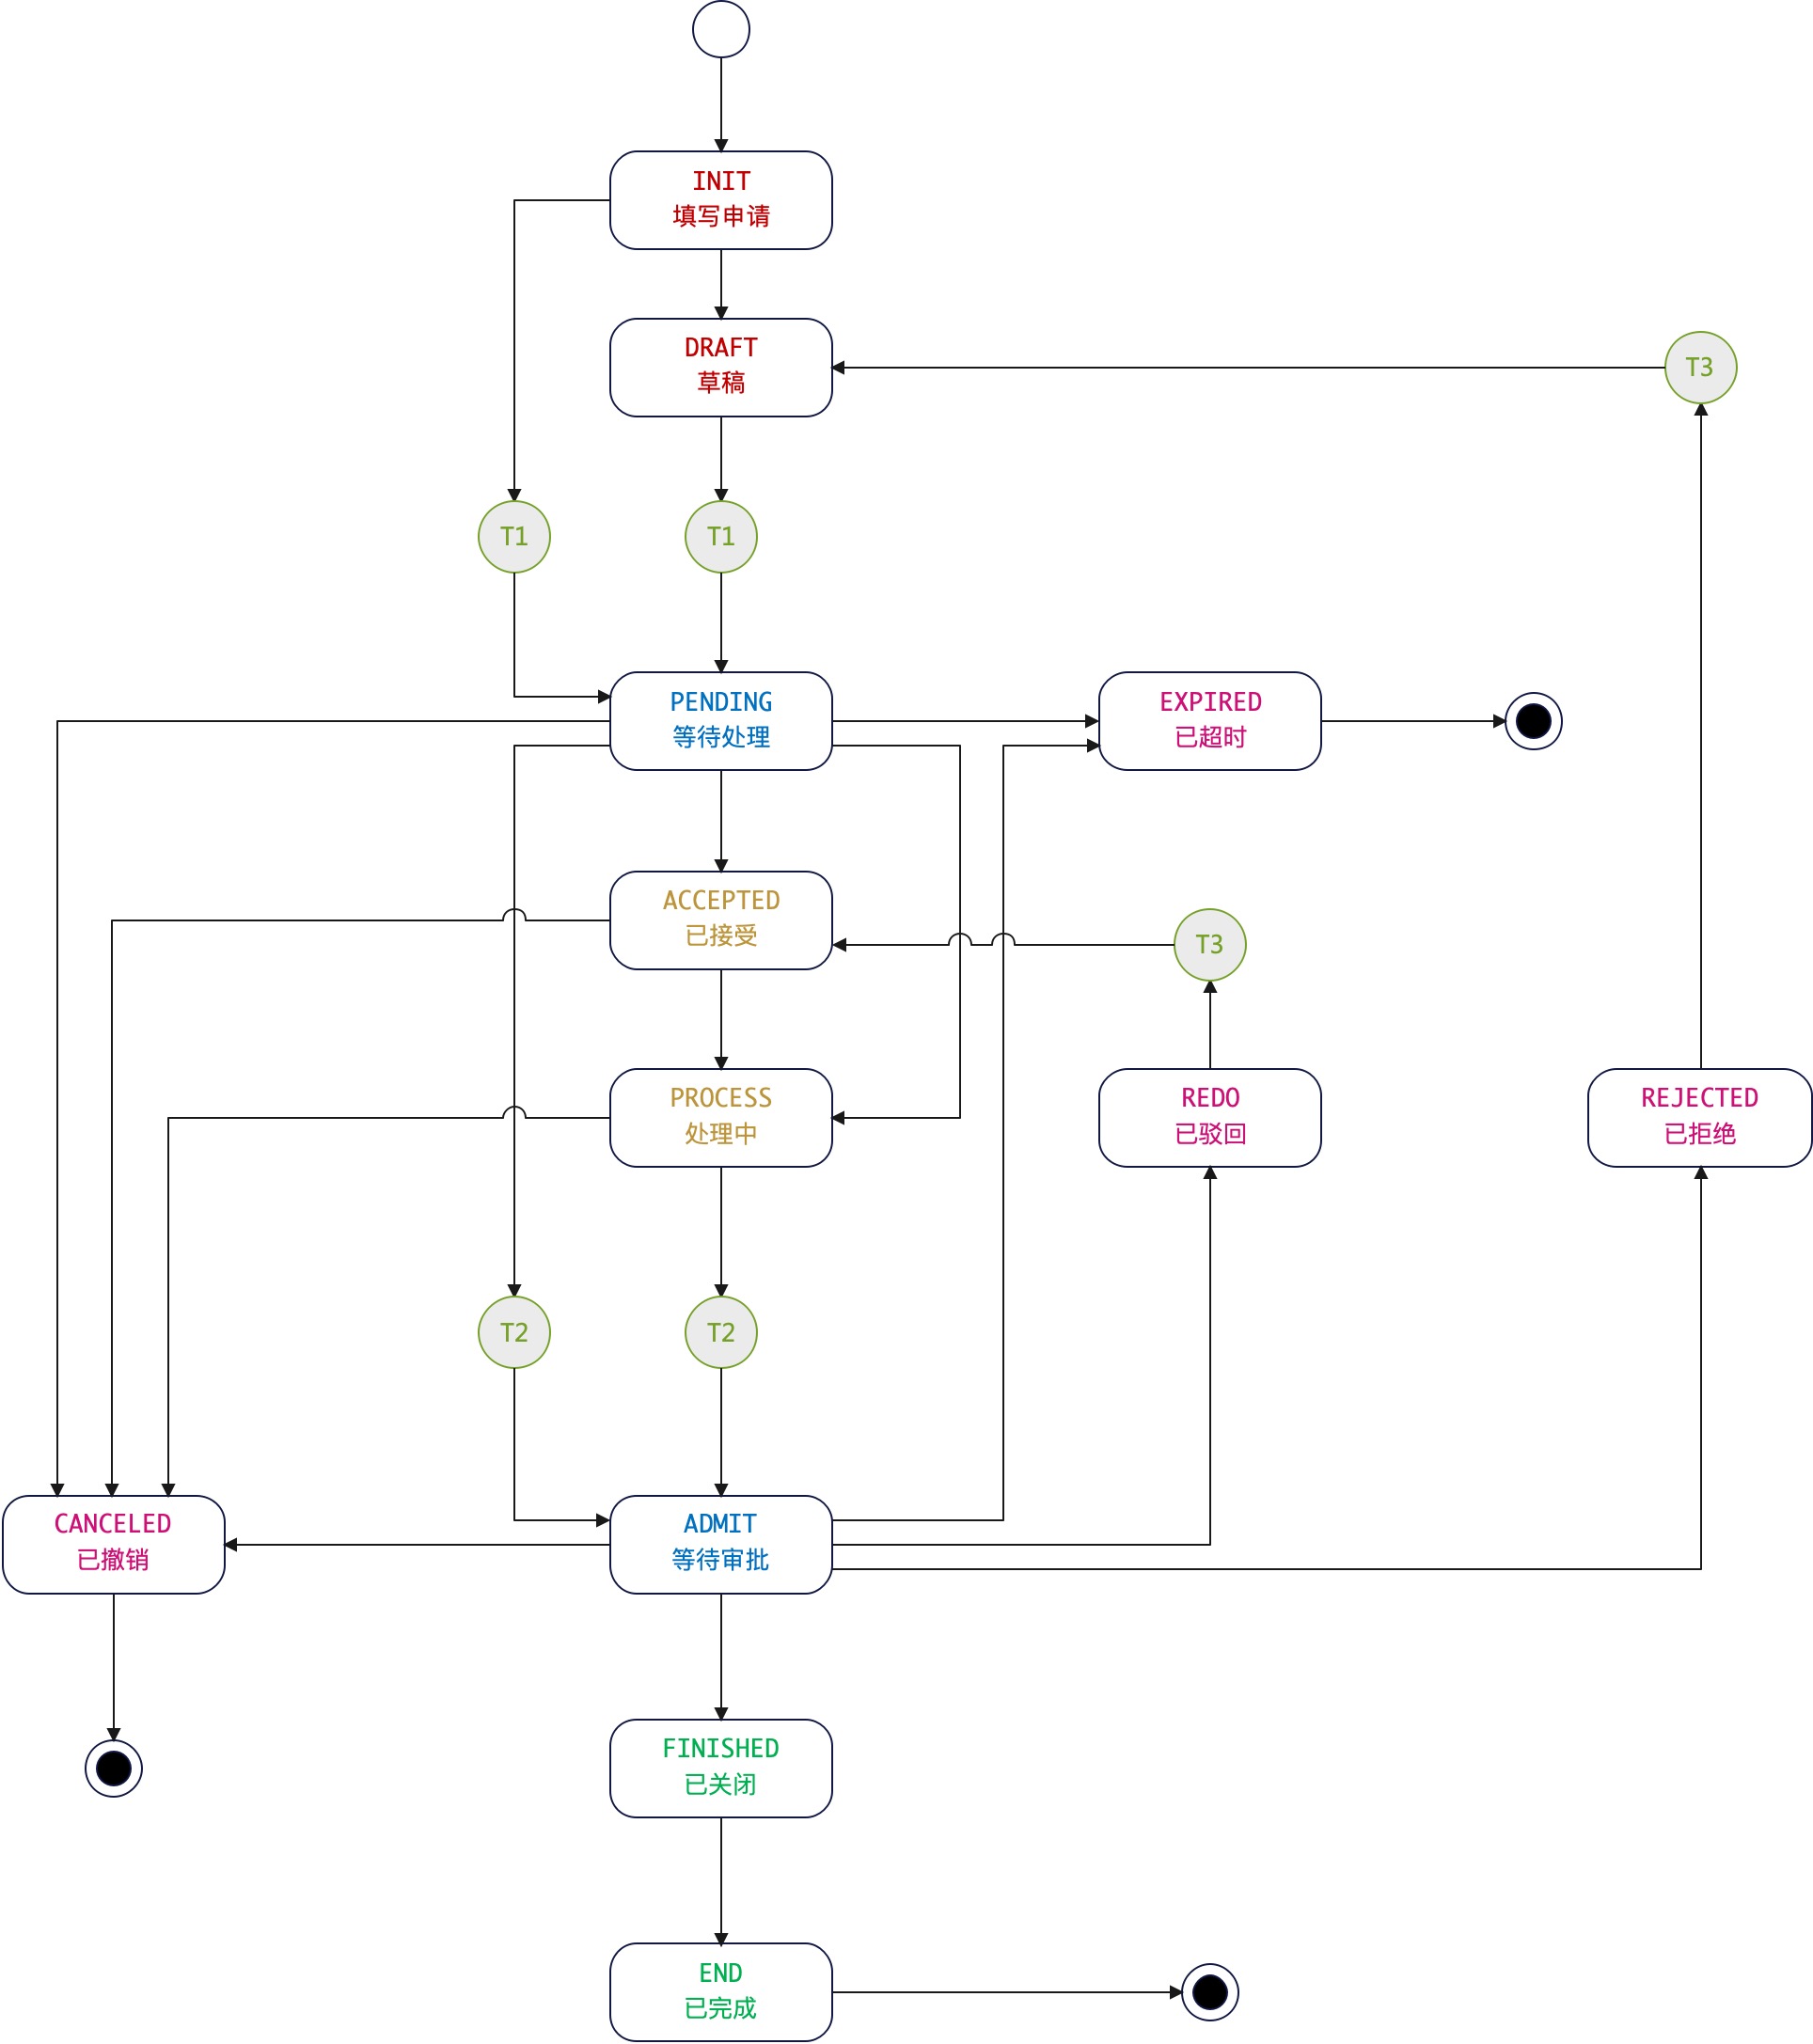 INIT
填写申请
DRAFT
草稿
T3
T1
T1
PENDING
等待处理
EXPIRED
已超时
ACCEPTED
已接受
T3
PROCESS
处理中
REDO
已驳回
REJECTED
已拒绝
T2
T2
CANCELED
已撤销
ADMIT
等待审批
FINISHED
已关闭
END
已完成